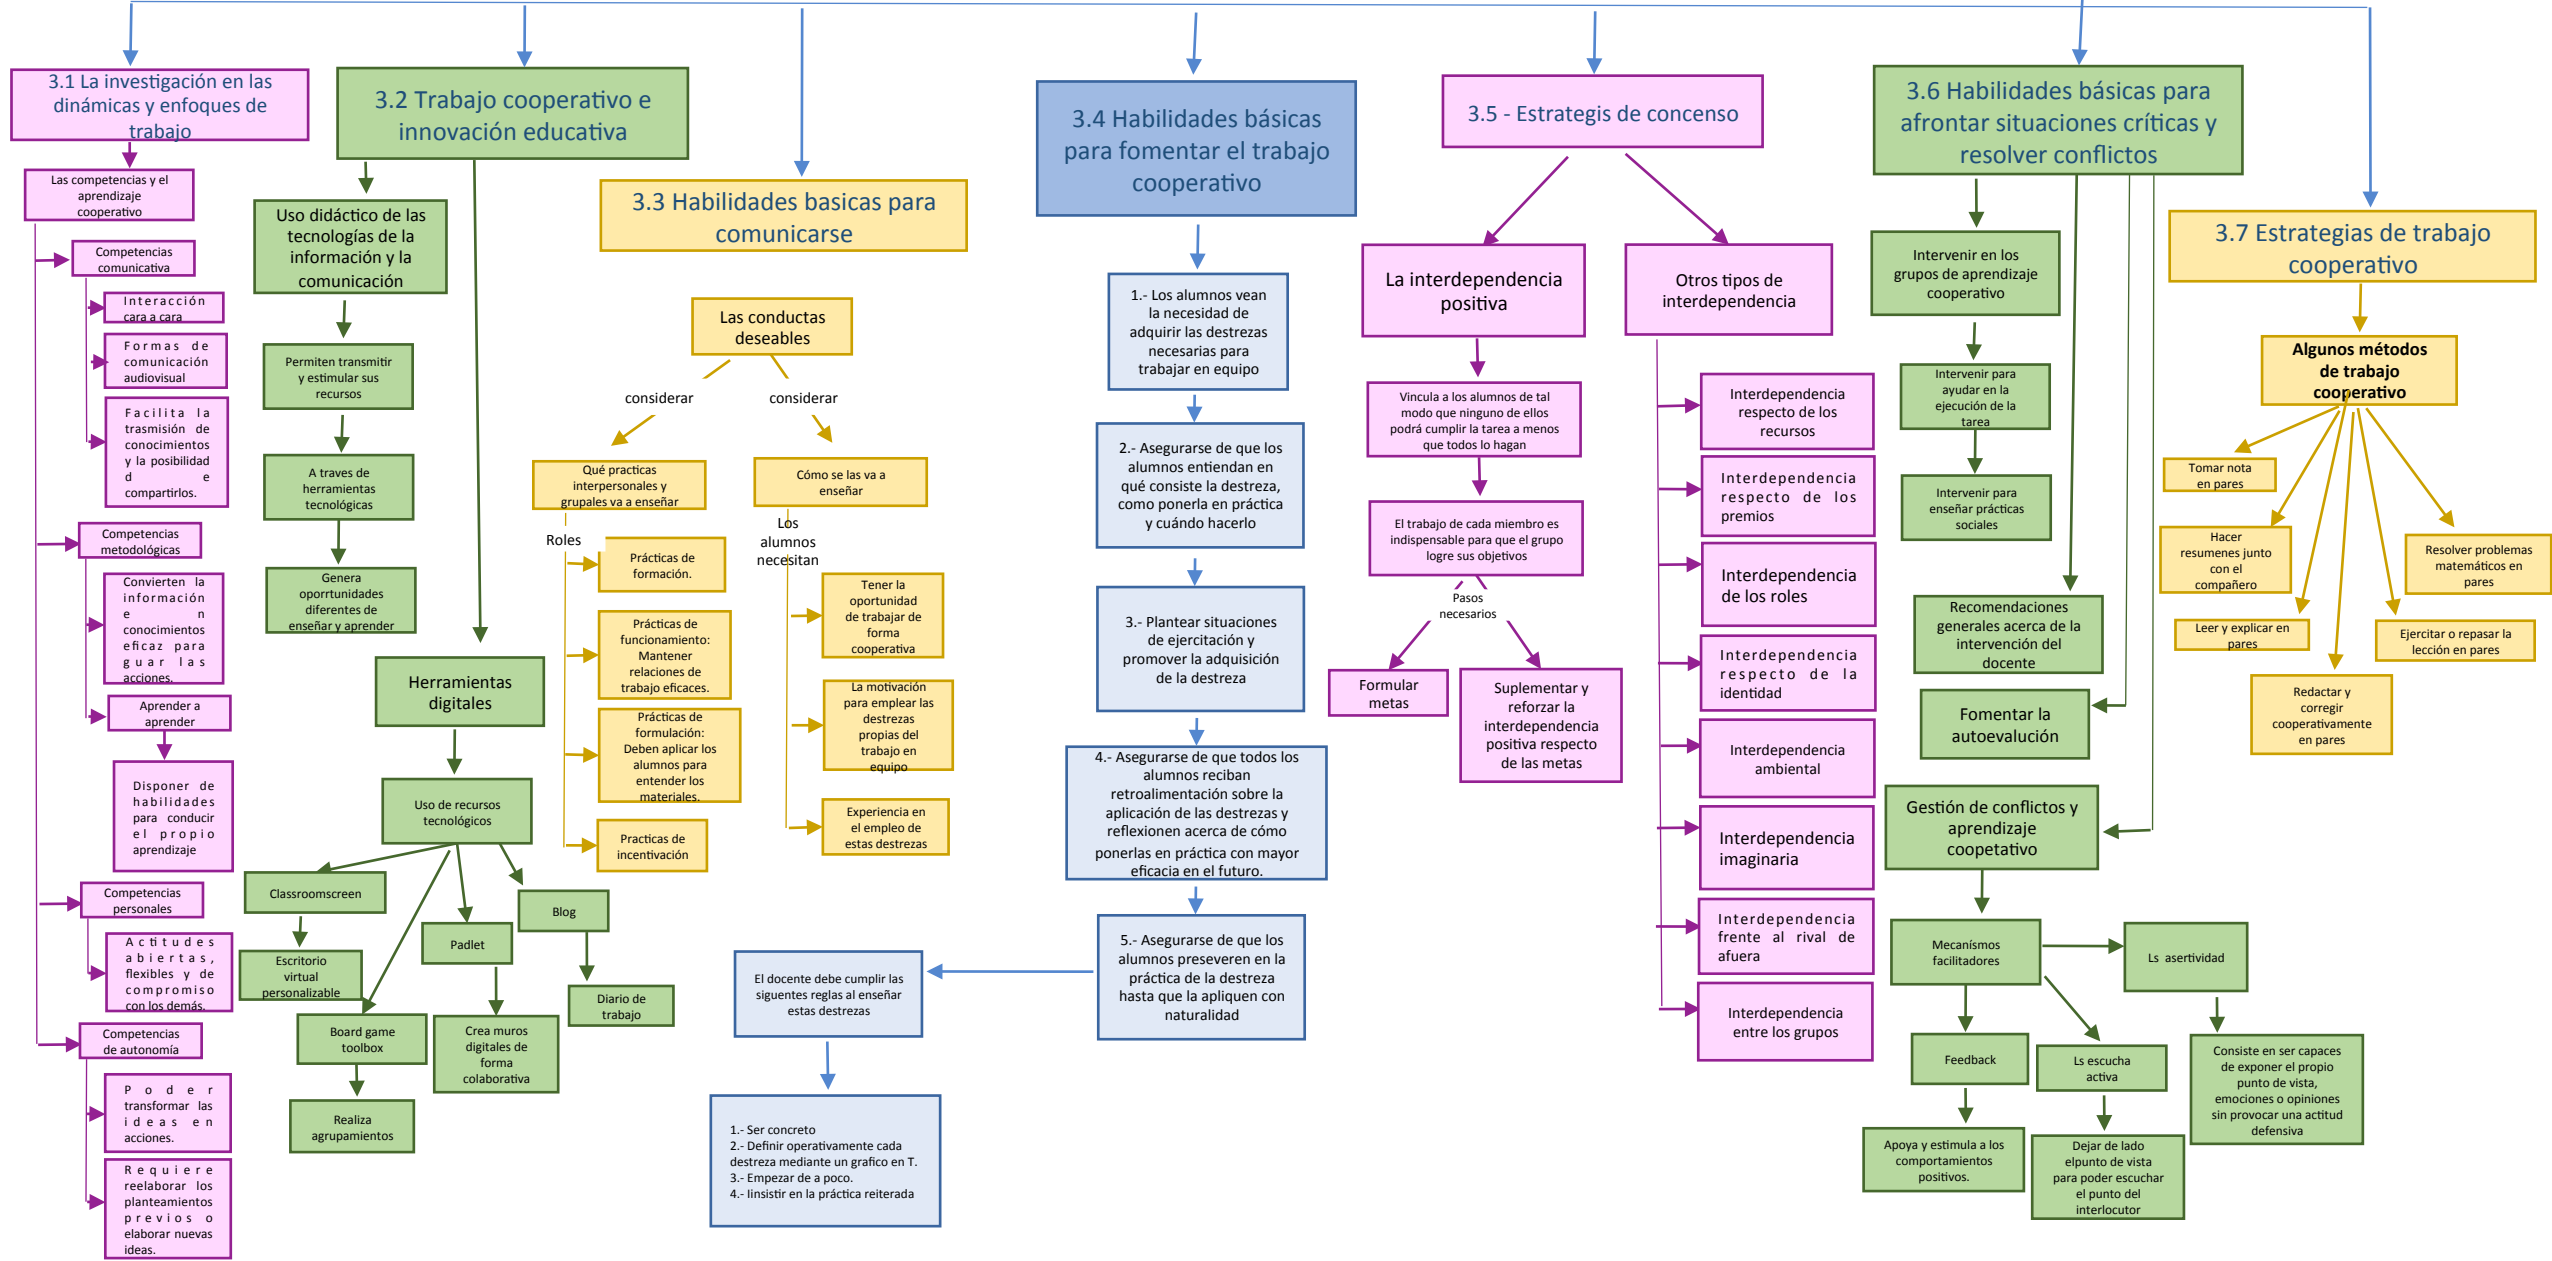 3.1 La investigación en las
dinámicas y enfoques de
trabajo
Las competencias y el
aprendizaje
cooperativo
Competencias
comunicativa
Interacción
cara a cara
Formas de
comunicación
audiovisual
Facilita la
trasmisión de
conocimientos
y la posibilidad
d e
compartirlos.
Competencias
metodológicas
Convierten la
información
e n
conocimientos
eficaz para
guar las
acciones.
Aprender a
aprender
Disponer de
habilidades
para conducir
el propio
aprendizaje
Competencias
personales
Actitudes
abiertas,
flexibles y de
compromiso
con los demás.
Competencias
de autonomía
Poder
transformar las
ideas en
acciones.
Requiere
reelaborar los
planteamientos
previos o
elaborar nuevas
ideas.
3.2 Trabajo cooperativo e
innovación educativa
Uso didáctico de las
tecnologías de la
información y la
comunicación
Permiten transmitir
y estimular sus
recursos
A traves de
herramientas
tecnológicas
Genera
oporrtunidades
diferentes de
enseñar y aprender
Herramientas
digitales
Uso de recursos
tecnológicos
Classroomscreen
Escritorio
virtual
personalizable
Board game
toolbox
Realiza
agrupamientos
Padlet
Crea muros
digitales de
forma
colaborativa
Blog
Diario de
trabajo
3.3 Habilidades basicas para
comunicarse
Las conductas
deseables
considerar
considerar
Qué practicas
interpersonales y
grupales va a enseñar
Roles
Prácticas de
formación.
Prácticas de
funcionamiento:
Mantener
relaciones de
trabajo eficaces.
Prácticas de
formulación:
Deben aplicar los
alumnos para
entender los
materiales.
Practicas de
incentivación
Cómo se las va a
enseñar
Los
alumnos
necesitan
Tener la
oportunidad
de trabajar de
forma
cooperativa
La motivación
para emplear las
destrezas
propias del
trabajo en
equipo
Experiencia en
el empleo de
estas destrezas
3.4 Habilidades básicas
para fomentar el trabajo
cooperativo
1.- Los alumnos vean
la necesidad de
adquirir las destrezas
necesarias para
trabajar en equipo
2.- Asegurarse de que los
alumnos entiendan en
qué consiste la destreza,
como ponerla en práctica
y cuándo hacerlo
3.- Plantear situaciones
de ejercitación y
promover la adquisición
de la destreza
4.- Asegurarse de que todos los
alumnos reciban
retroalimentación sobre la
aplicación de las destrezas y
reflexionen acerca de cómo
ponerlas en práctica con mayor
eficacia en el futuro.
5.- Asegurarse de que los
alumnos preseveren en la
práctica de la destreza
hasta que la apliquen con
naturalidad
El docente debe cumplir las
siguentes reglas al enseñar
estas destrezas
1.- Ser concreto
2.- Definir operativamente cada
destreza mediante un grafico en T.
3.- Empezar de a poco.
4.- Iinsistir en la práctica reiterada
3.5 - Estrategis de concenso
La interdependencia
positiva
Vincula a los alumnos de tal
modo que ninguno de ellos
podrá cumplir la tarea a menos
que todos lo hagan
El trabajo de cada miembro es
indispensable para que el grupo
logre sus objetivos
Pasos
necesarios
Formular
metas
Suplementar y
reforzar la
interdependencia
positiva respecto
de las metas
Otros tipos de
interdependencia
Interdependencia
respecto de los
recursos
Interdependencia
respecto de los
premios
Interdependencia
de los roles
Interdependencia
respecto de la
identidad
Interdependencia
ambiental
Interdependencia
imaginaria
Interdependencia
frente al rival de
afuera
Interdependencia
entre los grupos
3.6 Habilidades básicas para
afrontar situaciones críticas y
resolver conflictos
Intervenir en los
grupos de aprendizaje
cooperativo
Intervenir para
ayudar en la
ejecución de la
tarea
Intervenir para
enseñar prácticas
sociales
Recomendaciones
generales acerca de la
intervención del
docente
Fomentar la
autoevalución
Gestión de conflictos y
aprendizaje
coopetativo
Mecanísmos
facilitadores
Feedback
Apoya y estimula a los
comportamientos
positivos.
Ls escucha
activa
Dejar de lado
elpunto de vista
para poder escuchar
el punto del
interlocutor
Ls asertividad
Consiste en ser capaces
de exponer el propio
punto de vista,
emociones o opiniones
sin provocar una actitud
defensiva
3.7 Estrategias de trabajo
cooperativo
Algunos métodos
de trabajo
cooperativo
Tomar nota
en pares
Hacer
resumenes junto
con el
compañero
Leer y explicar en
pares
Redactar y
corregir
cooperativamente
en pares
Ejercitar o repasar la
lección en pares
Resolver problemas
matemáticos en
pares